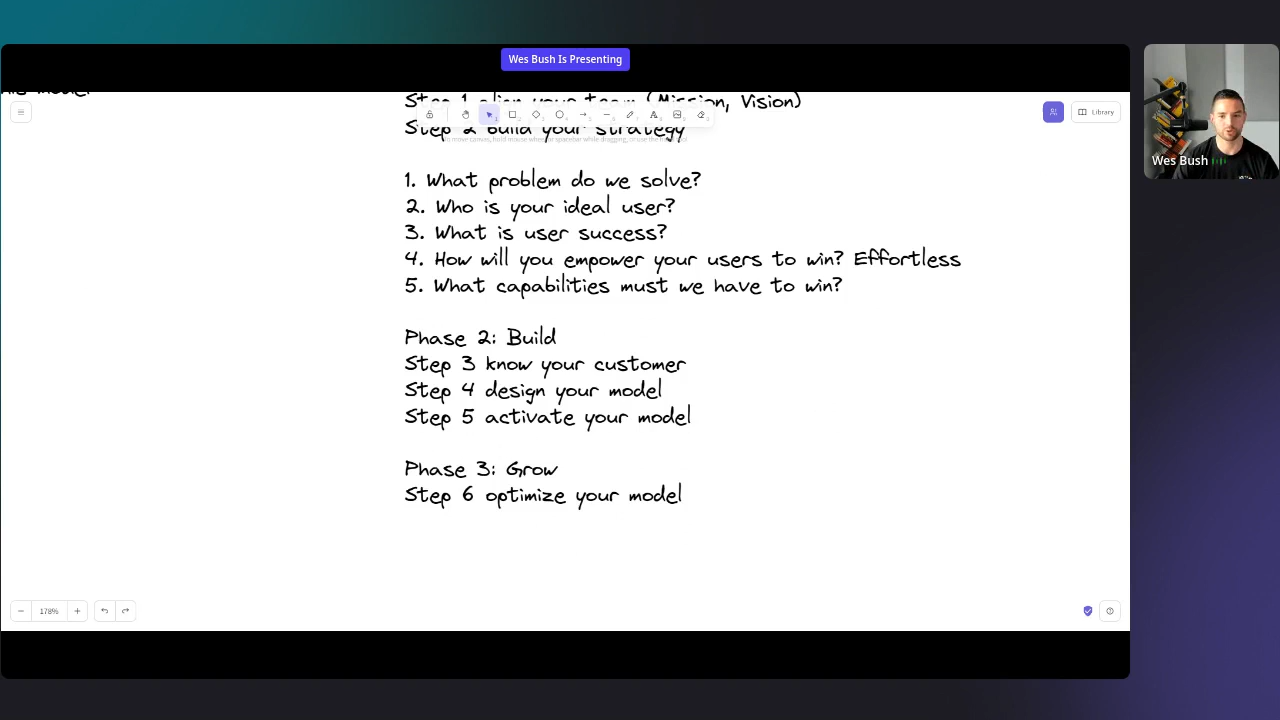 Wes Bush Is Presenting
Step 1 align your team (Mission, Vision)
Step 2 build your strategy
Library
1. What problem do we solve?
2. Who is your ideal user?
3. What is user success?
4. How will you empower your users to win? Effortless
5. What capabilities must we have to win?
Phase 2: Build
Step 3 know your customer
Step 4 design your model
Step 5 activate your model
Phase 3: Grow
Step 6 optimize your model
178%
Wes Bush